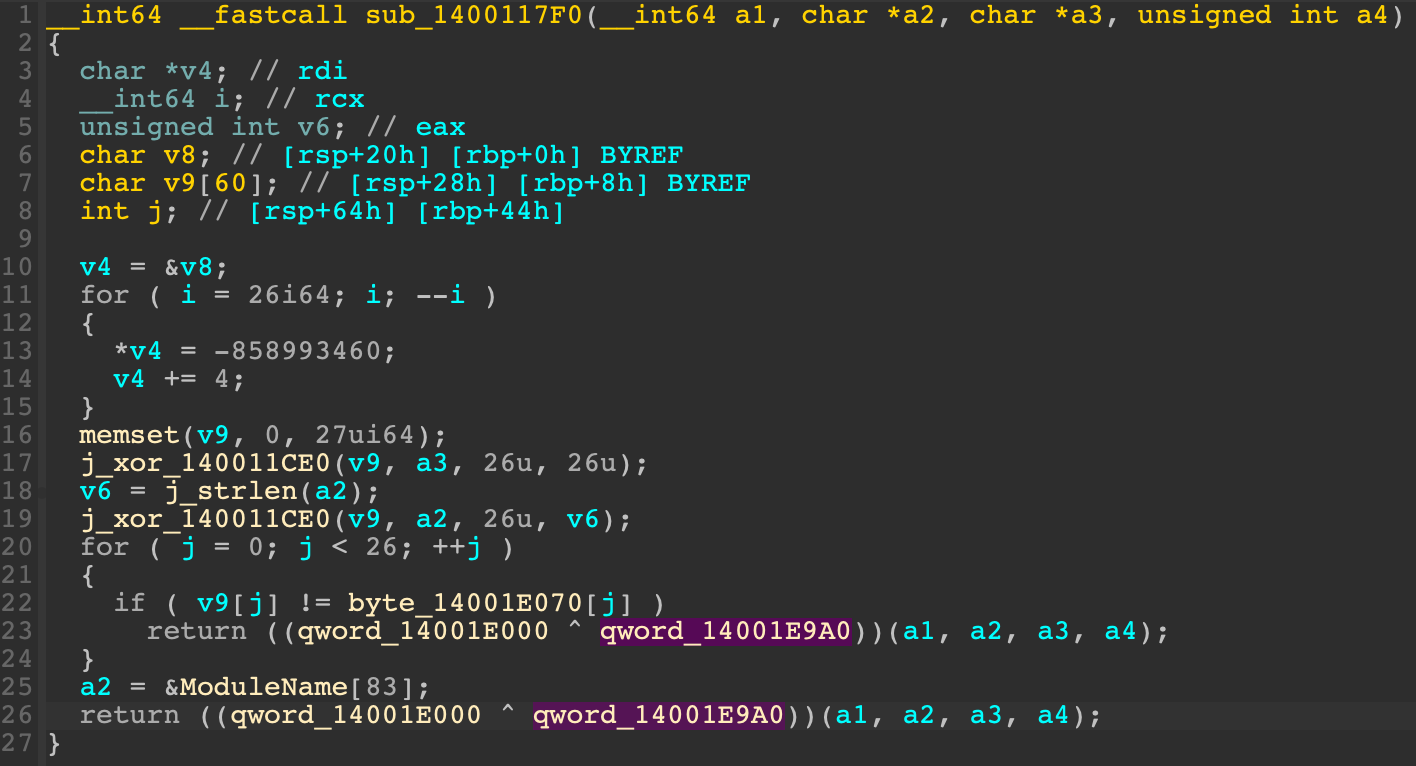 1 __int64 __fastcall sub_1400117F0(__int64 a1, char *a2, char *a3, unsigned int a4)
2 {
3   char *v4; // rdi
4   __int64 i; // rcx
5   unsigned int v6; // eax
6   char v8; // [rsp+20h] [rbp+0h] BYREF
7   char v9[60]; // [rsp+28h] [rbp+8h] BYREF
8   int j; // [rsp+64h] [rbp+44h]
9
10   v4 = &v8;
11   for ( i = 26i64; i; --i )
12   {
13     *v4 = -858993460;
14     v4 += 4;
15   }
16   memset(v9, 0, 27ui64);
17   j_xor_140011CE0(v9, a3, 26u, 26u);
18   v6 = j_strlen(a2);
19   j_xor_140011CE0(v9, a2, 26u, v6);
20   for ( j = 0; j < 26; ++j )
21   {
22     if ( v9[j] != byte_14001E070[j] )
23       return ((qword_14001E000 ^ qword_14001E9A0))(a1, a2, a3, a4);
24   }
25   a2 = &ModuleName[83];
26   return ((qword_14001E000 ^ qword_14001E9A0))(a1, a2, a3, a4);
27 }